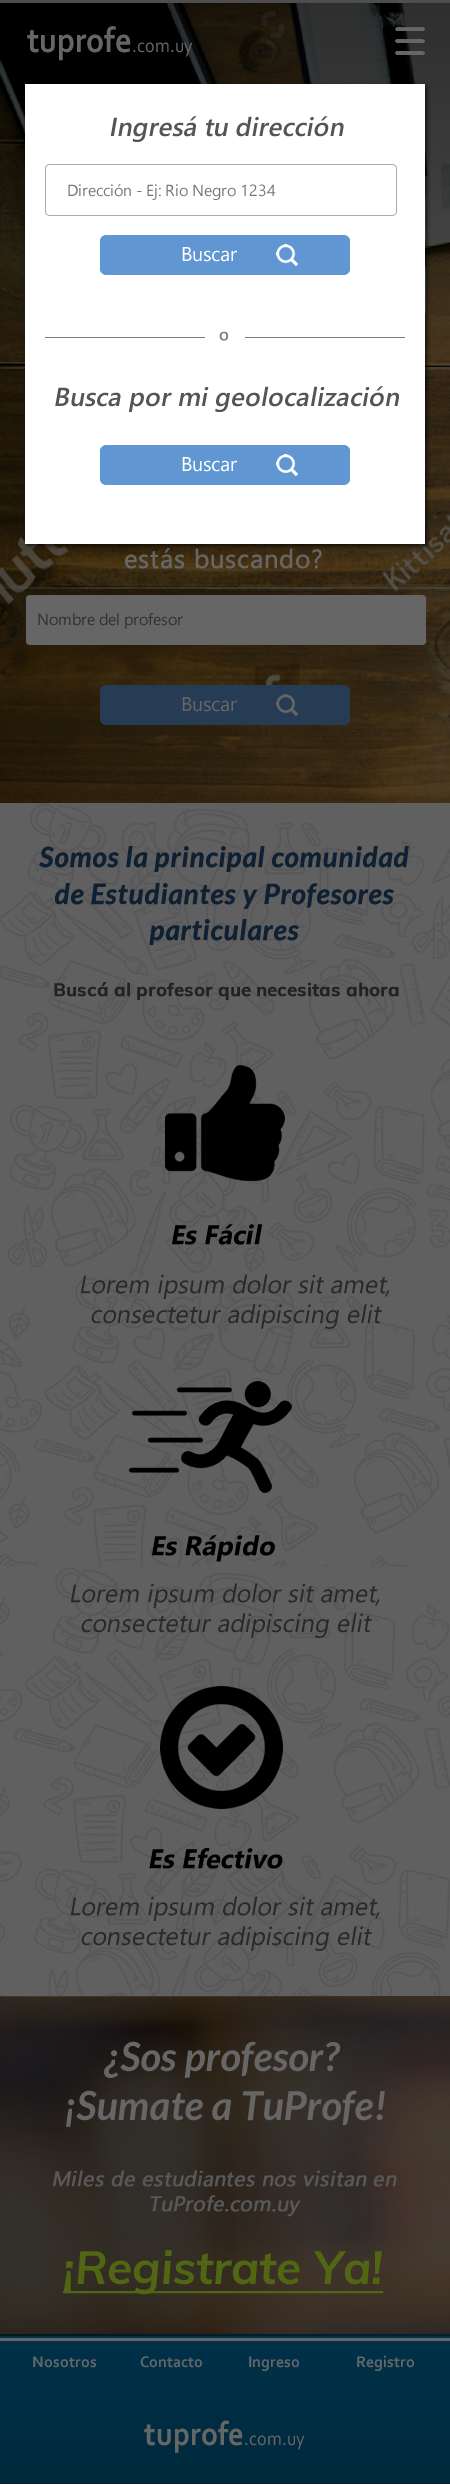 tuprofe.com.uy
Ingresá tu dirección
Dirección - Ej: Rio Negro 1234
Buscar
o
Busca por mi geolocalización
Buscar
estás buscando?
Nombre del profesor
Buscar
Somos la principal comunidad
de Estudiantes y Profesores
particulares
Buscá al profesor que necesitas ahora
Es Fácil
Lorem ipsum dolor sit amet,
consectetur adipiscing elit
Es Rápido
Lorem ipsum dolor sit amet,
consectetur adipiscing elit
Es Efectivo
Lorem ipsum dolor sit amet,
consectetur adipiscing elit
¿Sos profesor?
¡Sumate a TuProfe!
Miles de estudiantes nos visitan en
TuProfe.com.uy
¡Registrate Ya!
Nosotros Contacto Ingreso Registro
tuprofe.com.uy